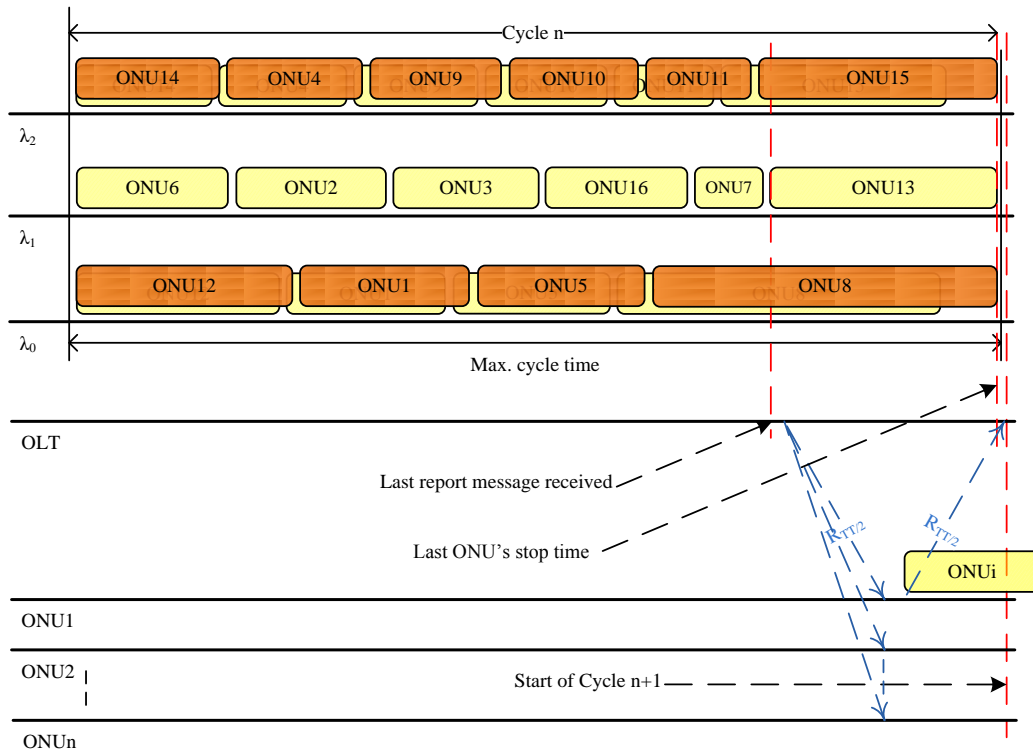 Cycle n
ONU14 ONU4 ONU9 ONU10 ONU11 ONU15
λ2
ONU6 ONU2 ONU3 ONU16 ONU7 ONU13
λ1
ONU12 ONU1 ONU5 ONU8
λ0
Max. cycle time
OLT
Last report message received
RTT/2 RTT/2
Last ONU's stop time
ONUi
ONU1
ONU2
Start of Cycle n+1
ONUn